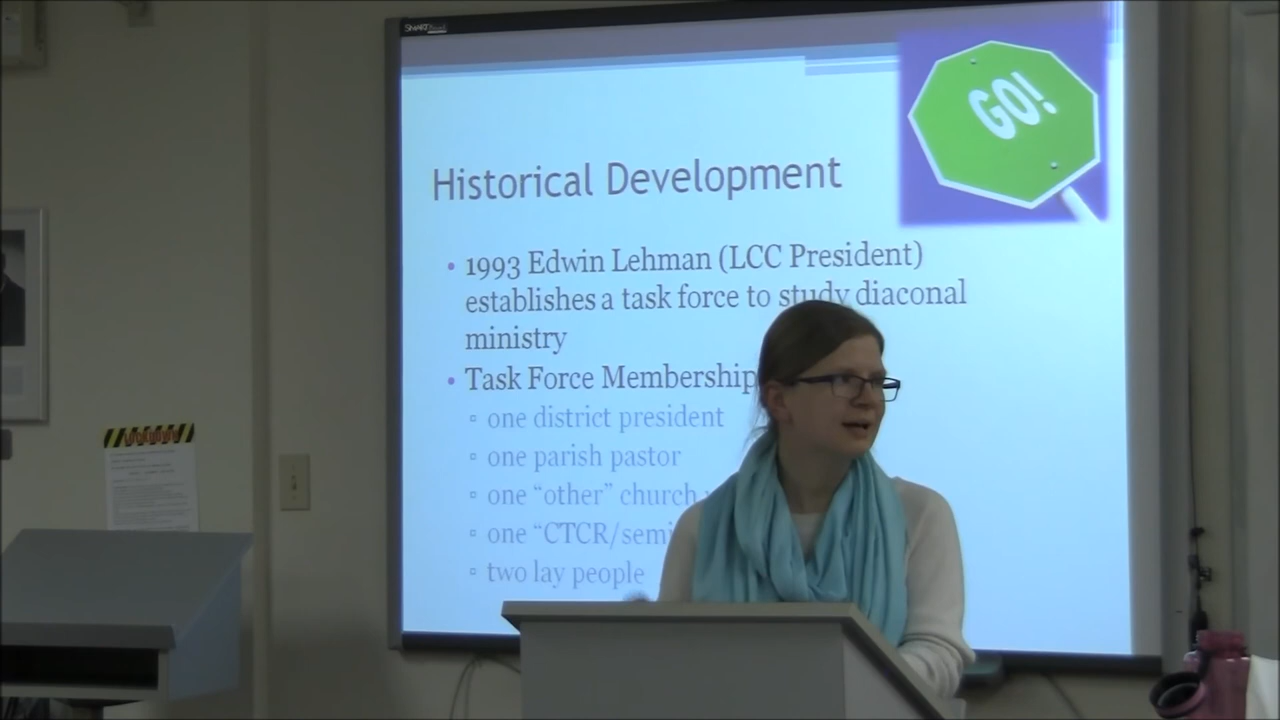 SMART
GO!
Historical Development
• 1993 Edwin Lehman (LCC President)
establishes a task force to study diaconal
ministry
• Task Force Membership
▫ one district president
▫ one parish pastor
▫ one “other” church
▫ one “CTCR/semi
▫ two lay people